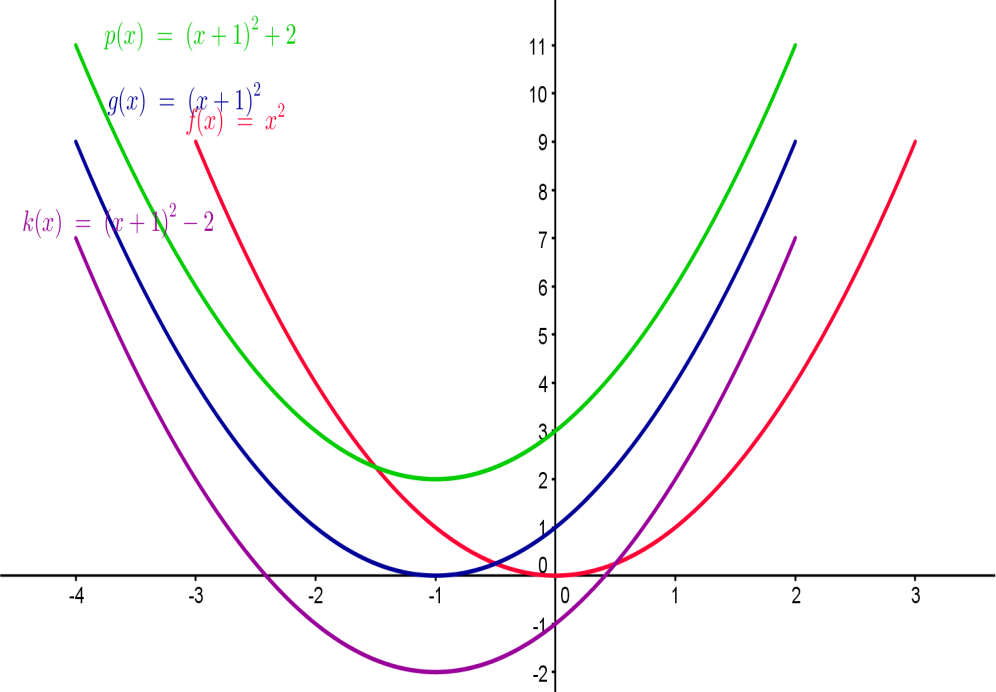 p(x) = (x+1)² + 2
11
10
g(x) = (x+1)²
f(x) = x²
9
8
k(x) = (x+1)² − 2
7
6
5
4
3
2
1
0
-4 -3 -2 -1 0 1 2 3
-1
-2